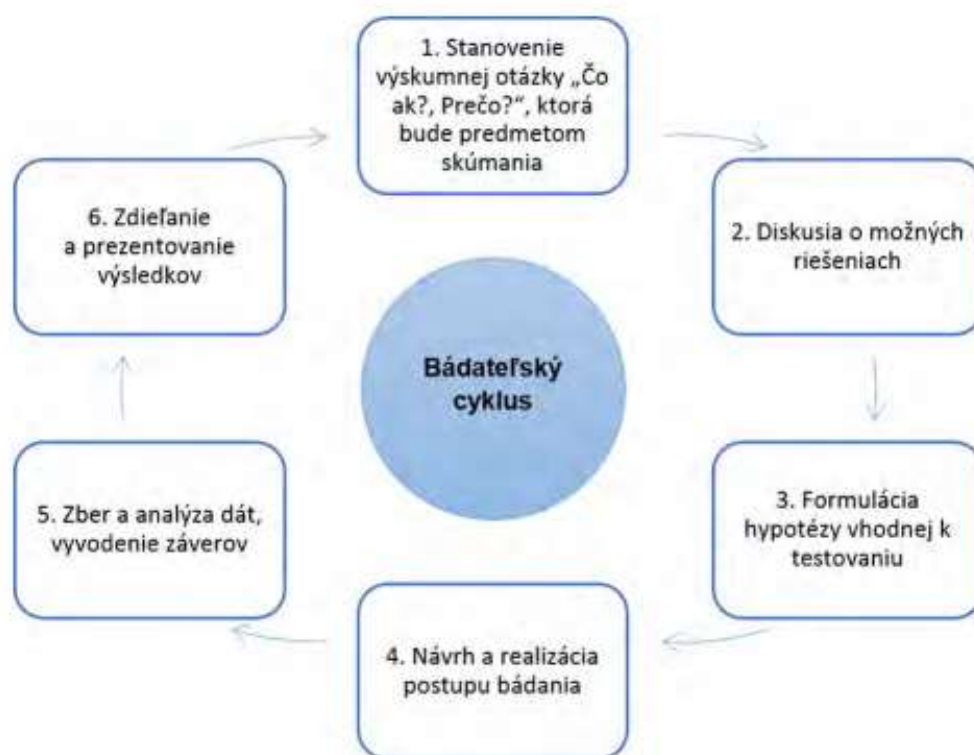 1. Stanovenie
výskumnej otázky „Čo
ak?, Prečo?“, ktorá
bude predmetom
skúmania
2. Diskusia o možných
riešeniach
3. Formulácia
hypotézy vhodnej k
testovaniu
4. Návrh a realizácia
postupu bádania
5. Zber a analýza dát,
vyvodenie záverov
6. Zdieľanie
a prezentovanie
výsledkov
Bádateľský
cyklus